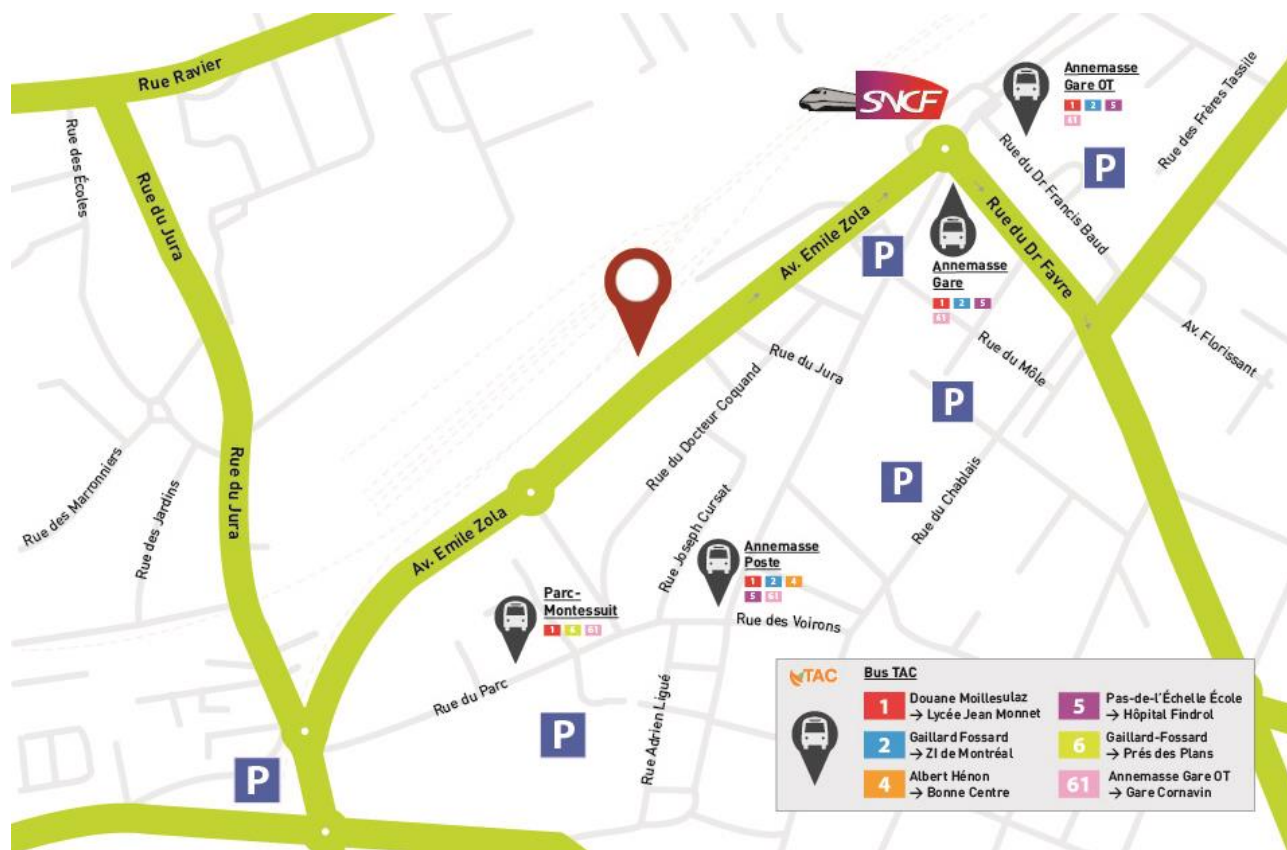 Rue Ravier
Rue des Écoles
Rue du Jura
Rue du Jura
Rue des Marronniers
Rue des Jardins
SNCF
Annemasse
Gare OT
1 2 5
61
P
Rue des Frères Tassile
Rue du Dr Francis Baud
Av. Emile Zola
Rue du Dr Favre
P
Annemasse
Gare
1 2 5
61
Av. Florissant
Rue du Môle
Rue du Jura
P
Rue du Docteur Coquand
P
Rue du Chablais
Av. Emile Zola
Rue Joseph Cursat
Annemasse
Poste
1 2 4
5 61
Parc-
Montessuit
1 6 61
Rue des Voirons
Rue du Parc
P
Rue Adrien Ligué
P
TAC
Bus TAC
1 Douane Moillesulaz
→ Lycée Jean Monnet
2 Gaillard Fossard
→ ZI de Montréal
4 Albert Hénon
→ Bonne Centre
5 Pas-de-l'Échelle École
→ Hôpital Findrol
6 Gaillard-Fossard
→ Prés des Plans
61 Annemasse Gare OT
→ Gare Cornavin